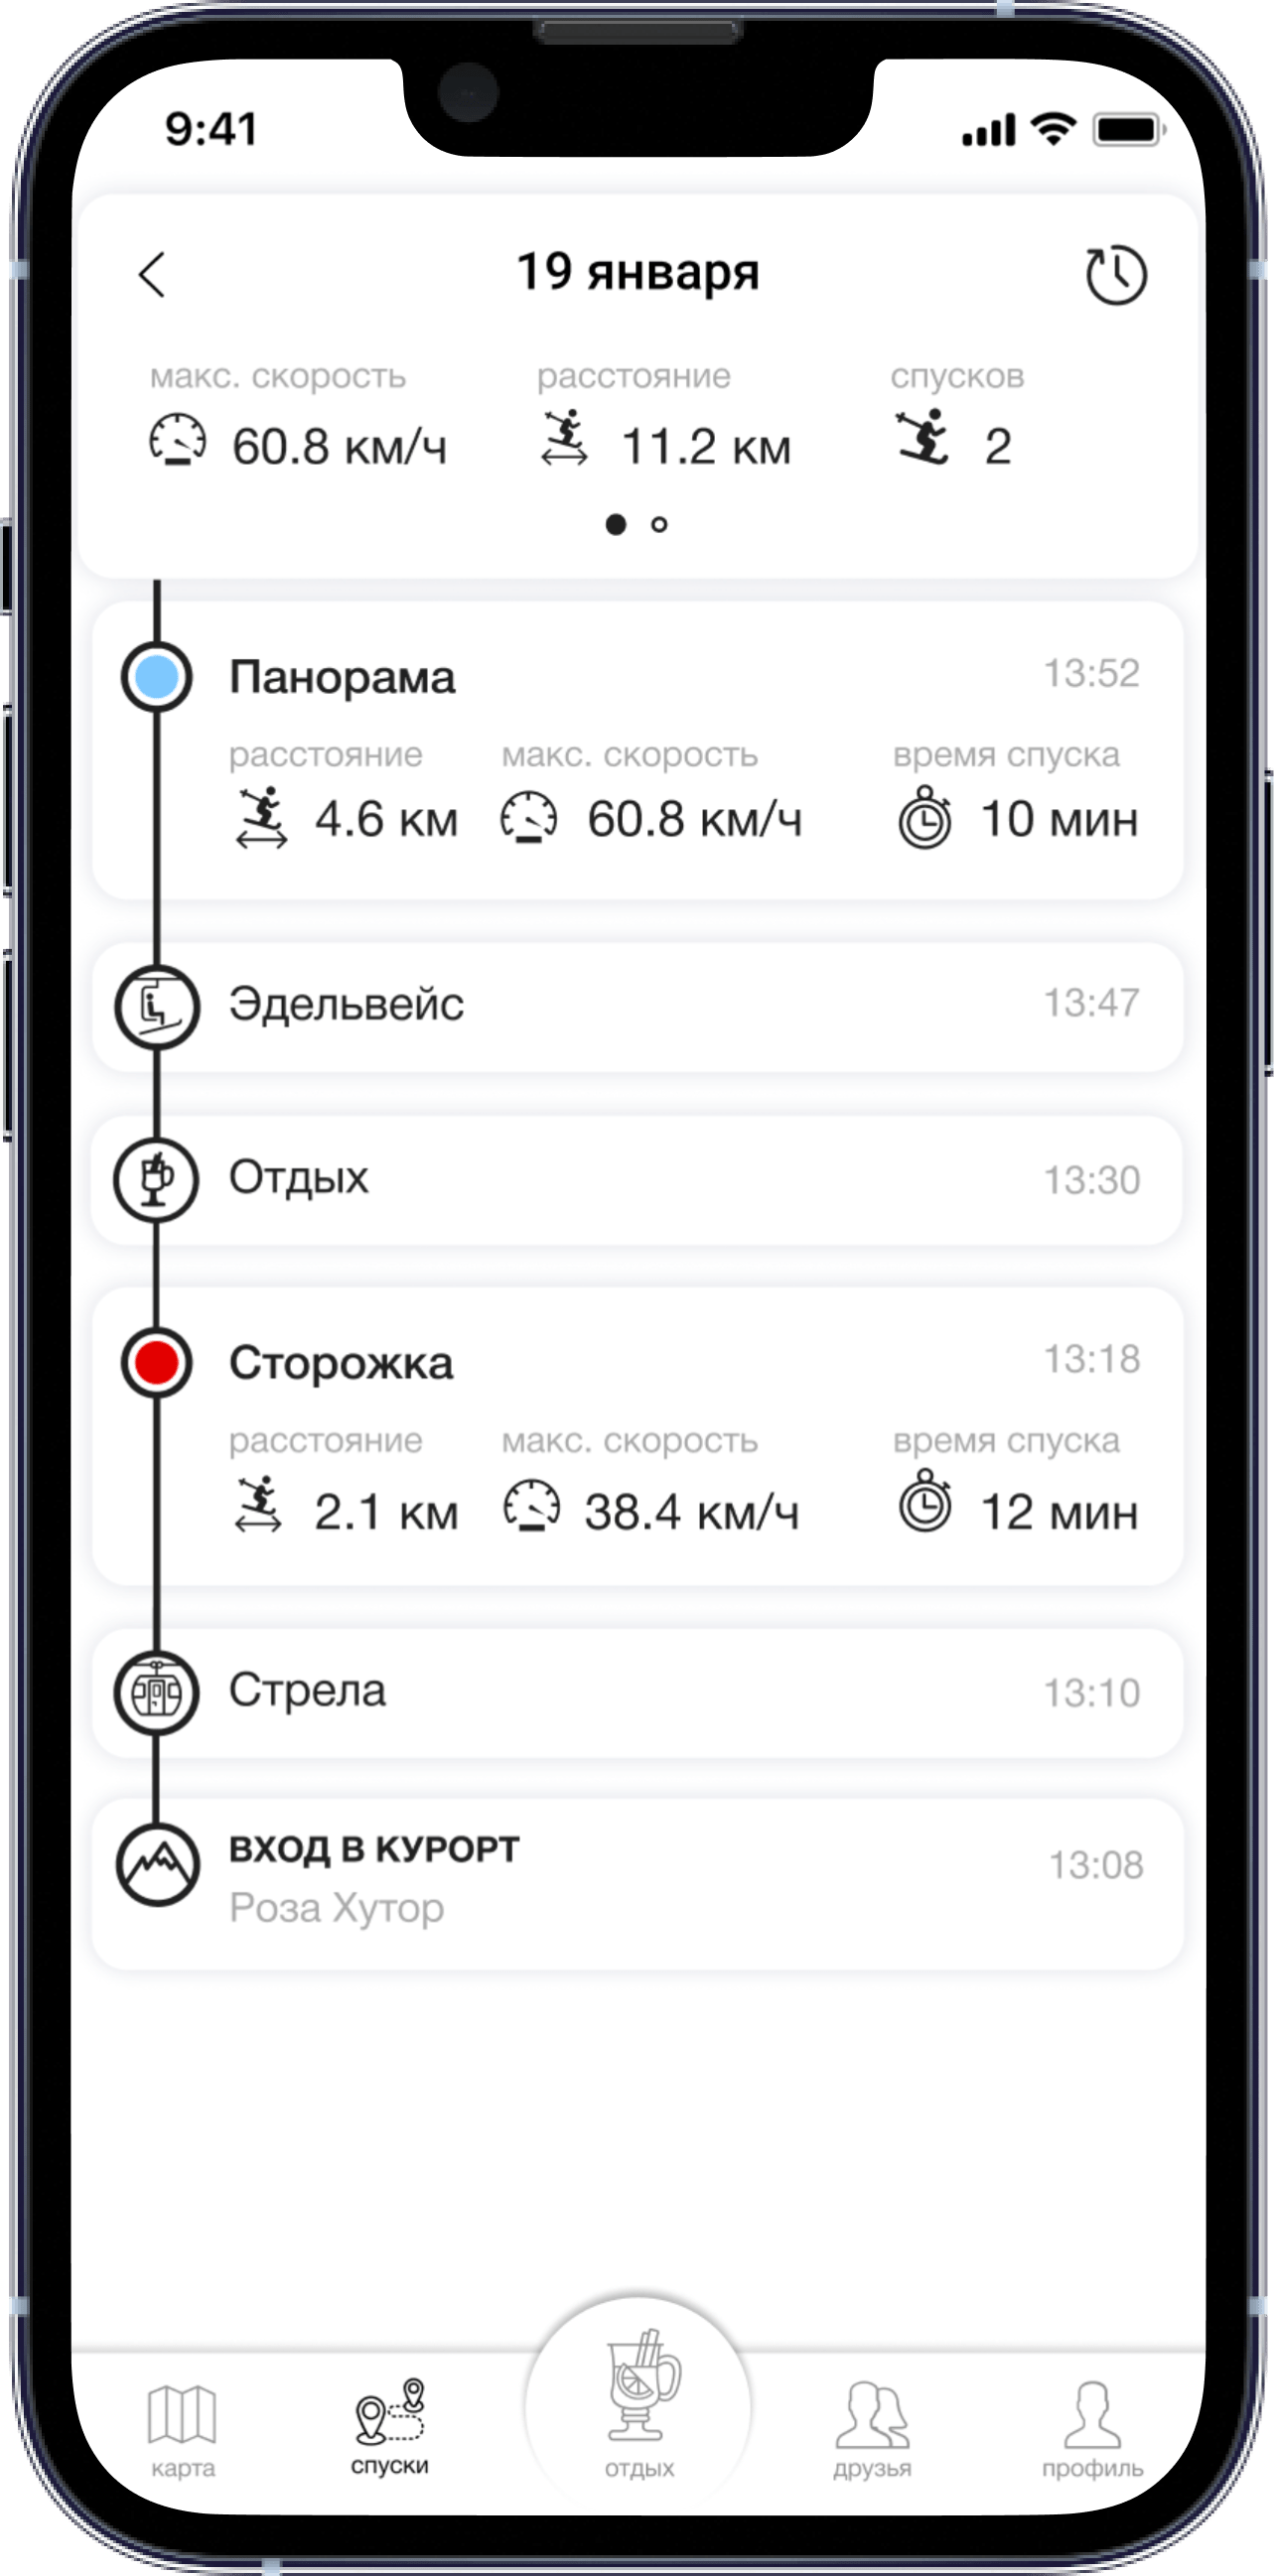 9:41
19 января
макс. скорость расстояние спусков
60.8 км/ч 11.2 км 2
Панорама 13:52
расстояние макс. скорость время спуска
4.6 км 60.8 км/ч 10 мин
Эдельвейс 13:47
Отдых 13:30
Сторожка 13:18
расстояние макс. скорость время спуска
2.1 км 38.4 км/ч 12 мин
Стрела 13:10
ВХОД В КУРОРТ 13:08
Роза Хутор
карта спуски отдых друзья профиль